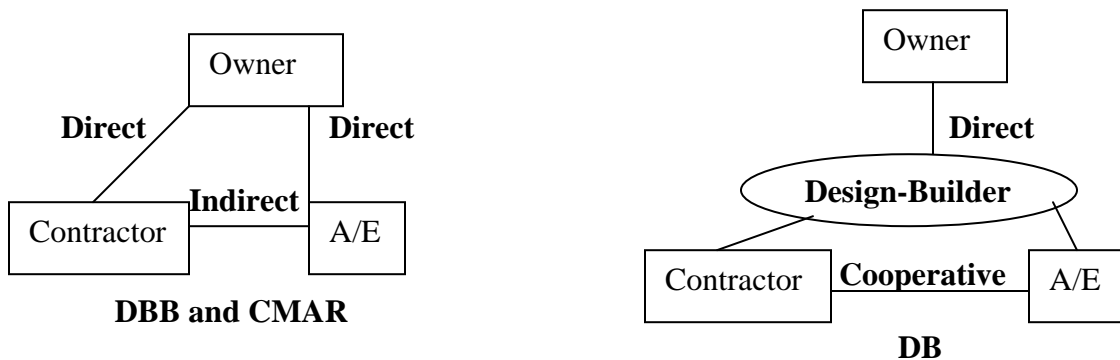 Owner
Direct Direct
Indirect
Contractor A/E
DBB and CMAR
Owner
Direct
Design-Builder
Contractor Cooperative A/E
DB